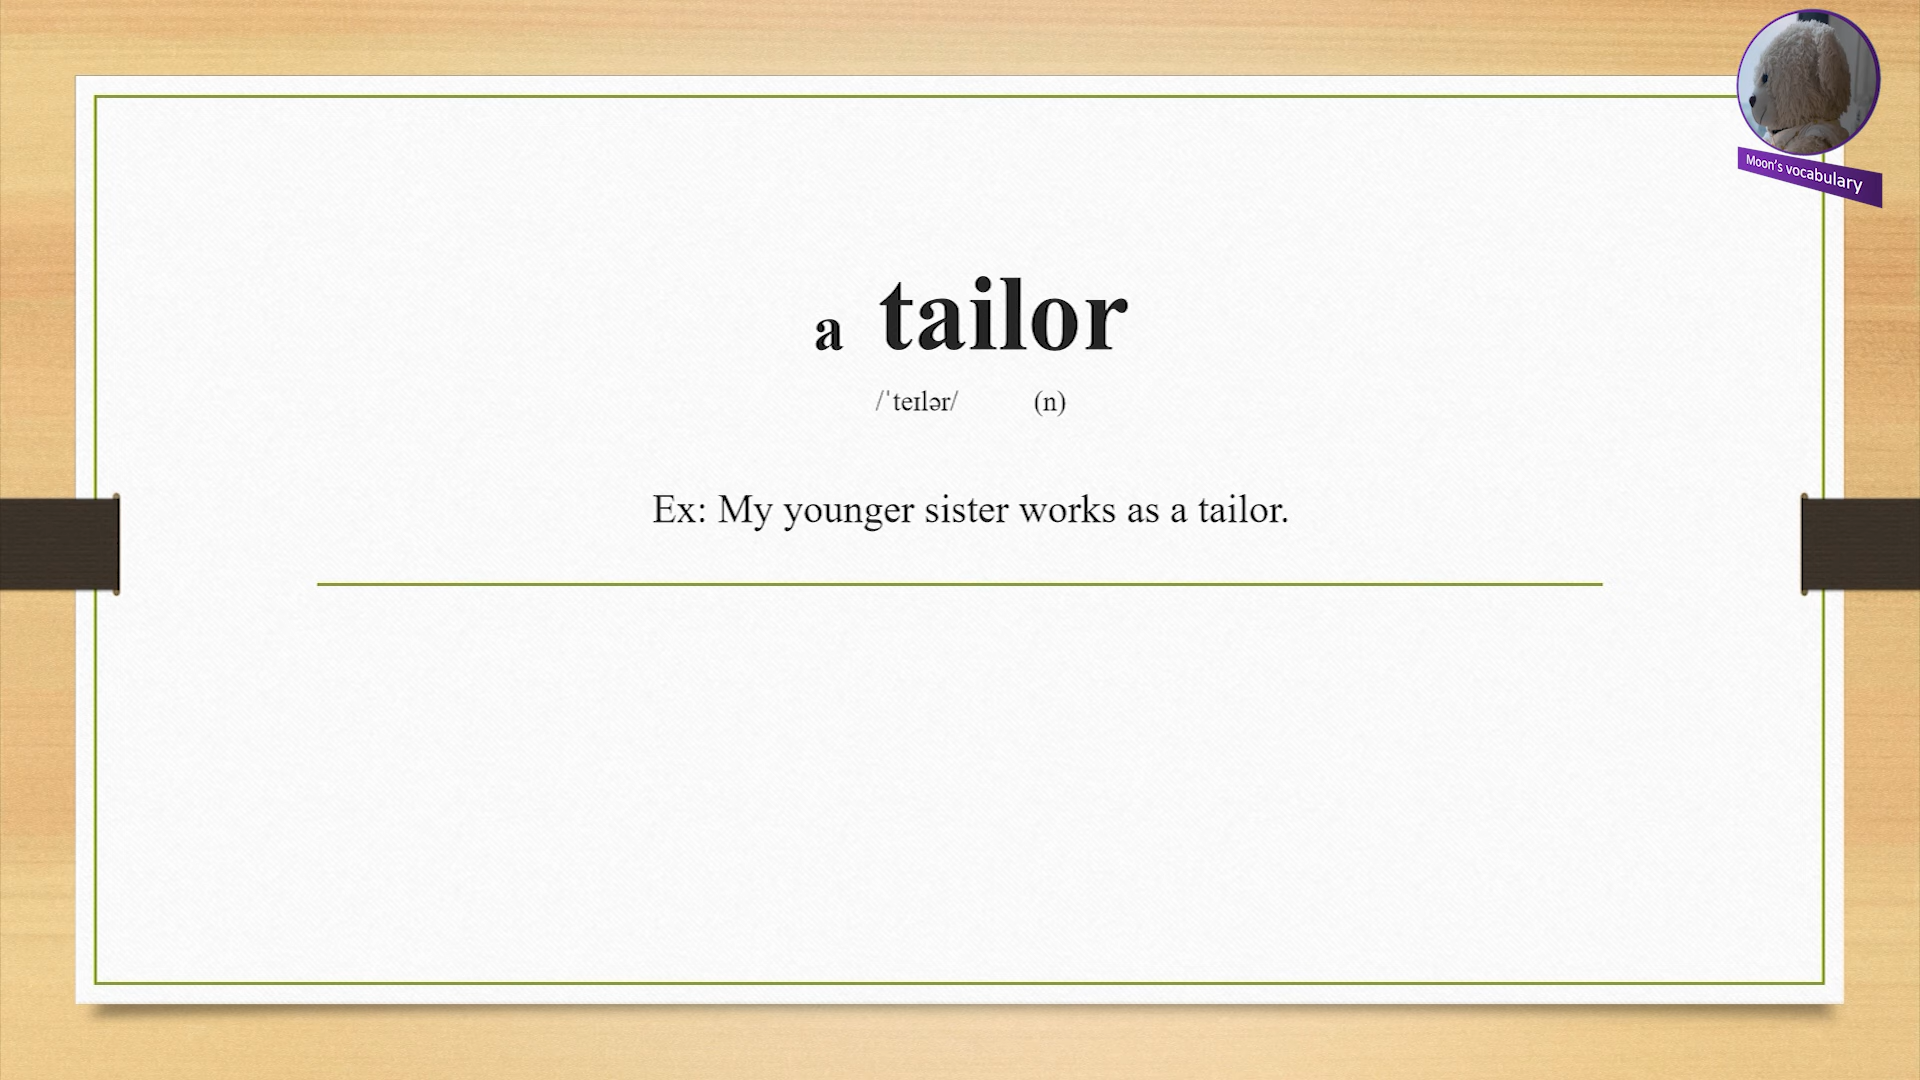 Moon's vocabulary
a tailor
/ˈteɪlər/ (n)
Ex: My younger sister works as a tailor.